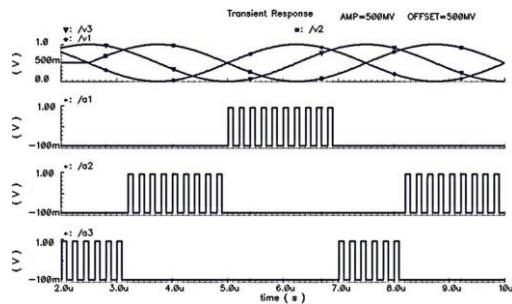 Transient Response AMP=500MV OFFSET=500MV
▼: /v3 ■: /v2
◆: /v1
1.0
500m
0.0
(V)
•: /a1
1.00
-100m
(V)
•: /a2
1.00
-100m
(V)
•: /a3
1.00
-100m
(V)
2.0u 3.0u 4.0u 5.0u 6.0u 7.0u 8.0u 9.0u 10u
time ( s )